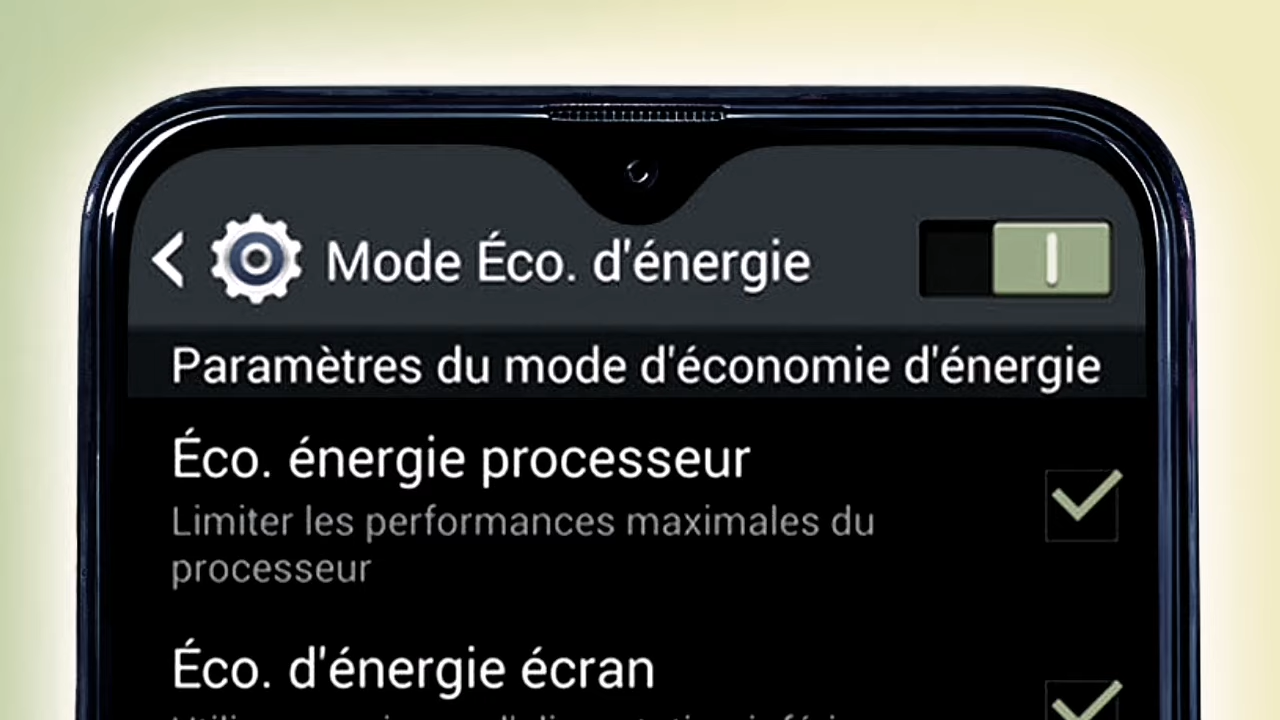 Mode Éco. d'énergie
Paramètres du mode d'économie d'énergie
Éco. énergie processeur
Limiter les performances maximales du
processeur
Éco. d'énergie écran